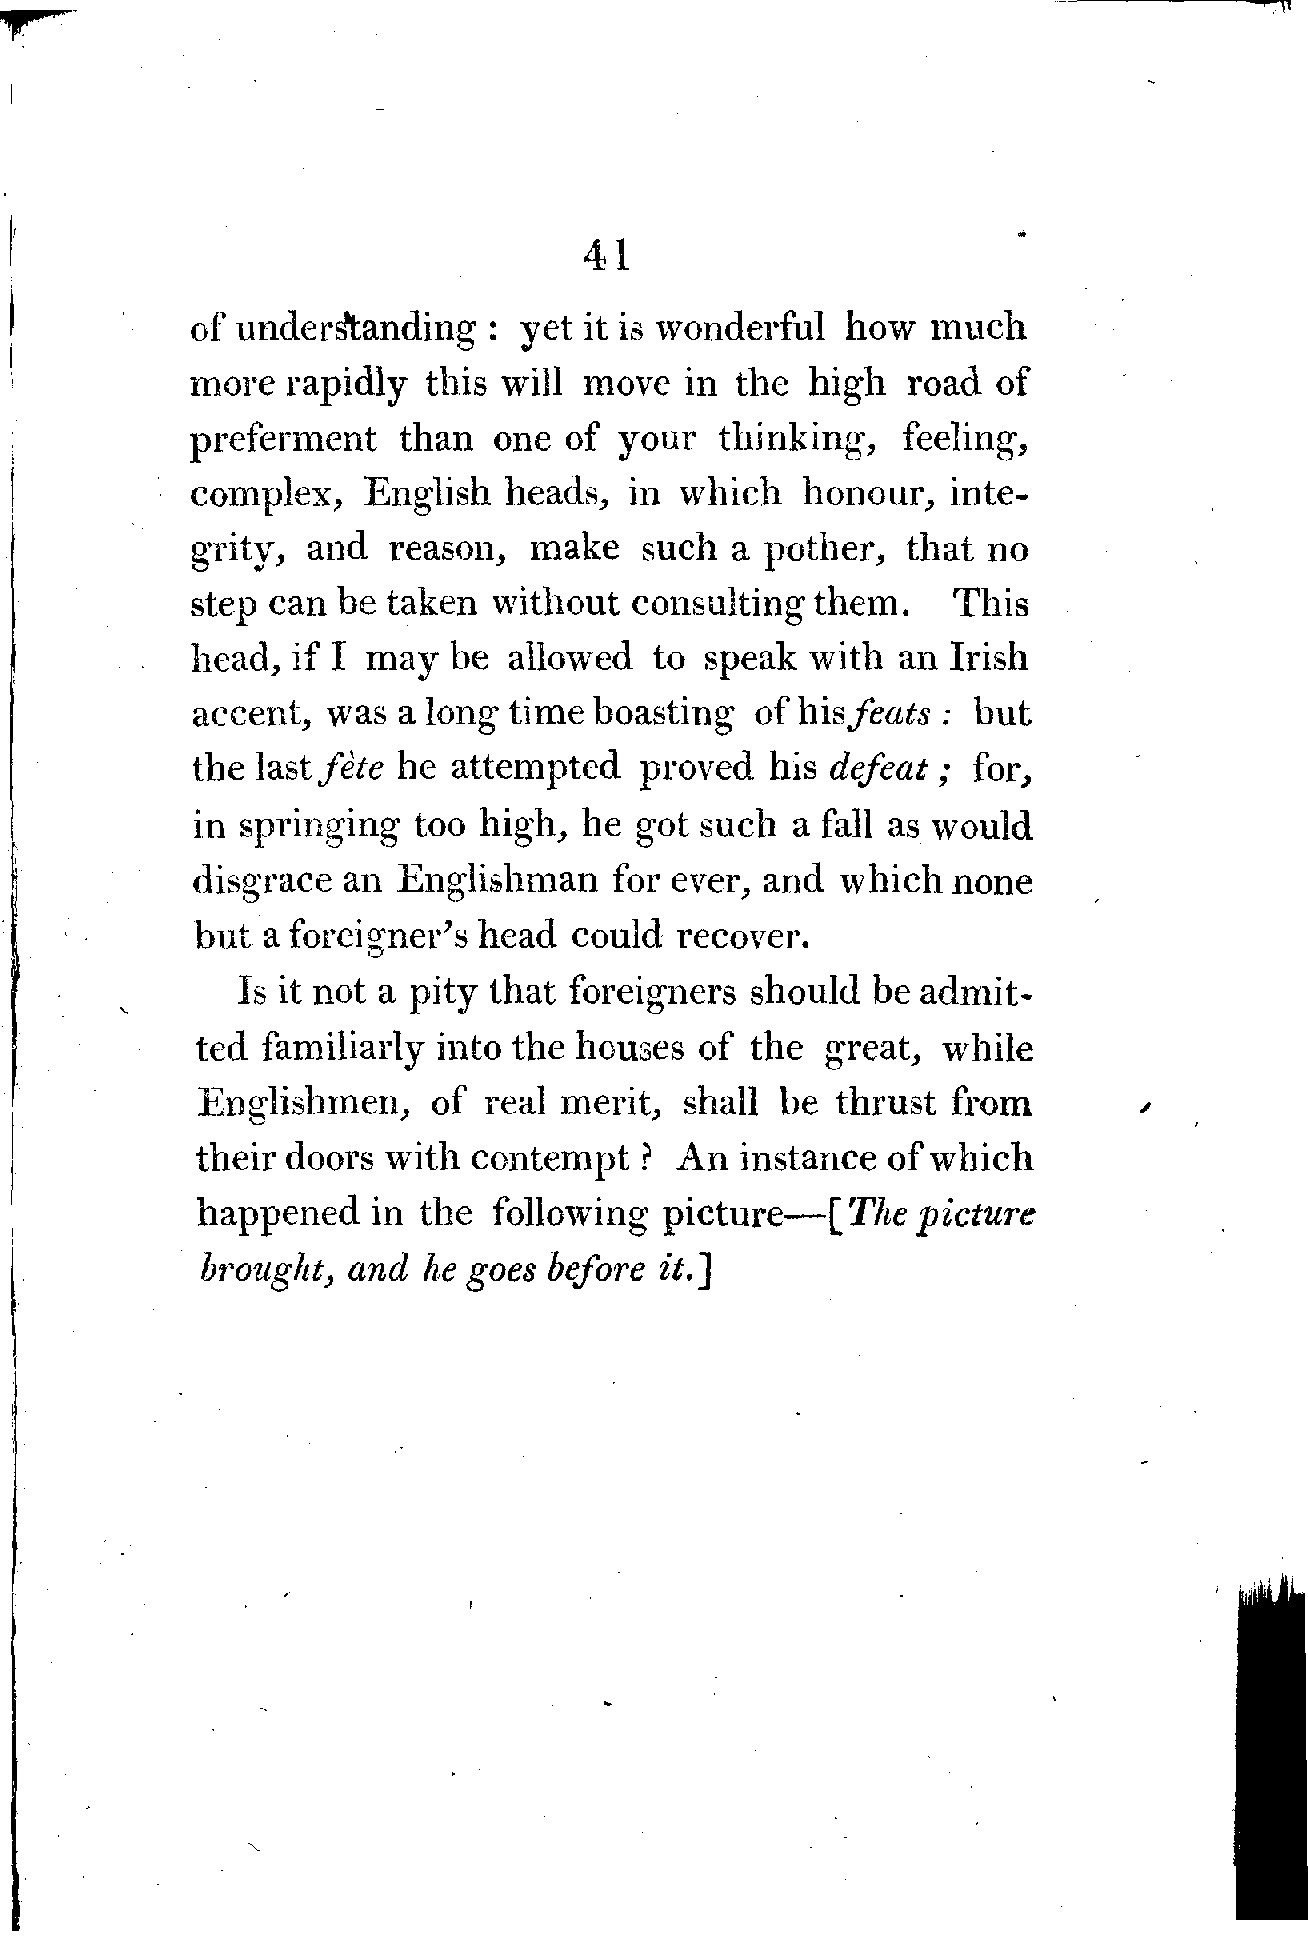 41
of understanding : yet it is wonderful how much
more rapidly this will move in the high road of
preferment than one of your thinking, feeling,
complex, English heads, in which honour, inte-
grity, and reason, make such a pother, that no
step can be taken without consulting them. This
head, if I may be allowed to speak with an Irish
accent, was a long time boasting of his feats : but
the last fète he attempted proved his defeat ; for,
in springing too high, he got such a fall as would
disgrace an Englishman for ever, and which none
but a foreigner's head could recover.
Is it not a pity that foreigners should be admit-
ted familiarly into the houses of the great, while
Englishmen, of real merit, shall be thrust from
their doors with contempt ? An instance of which
happened in the following picture—[The picture
brought, and he goes before it.]